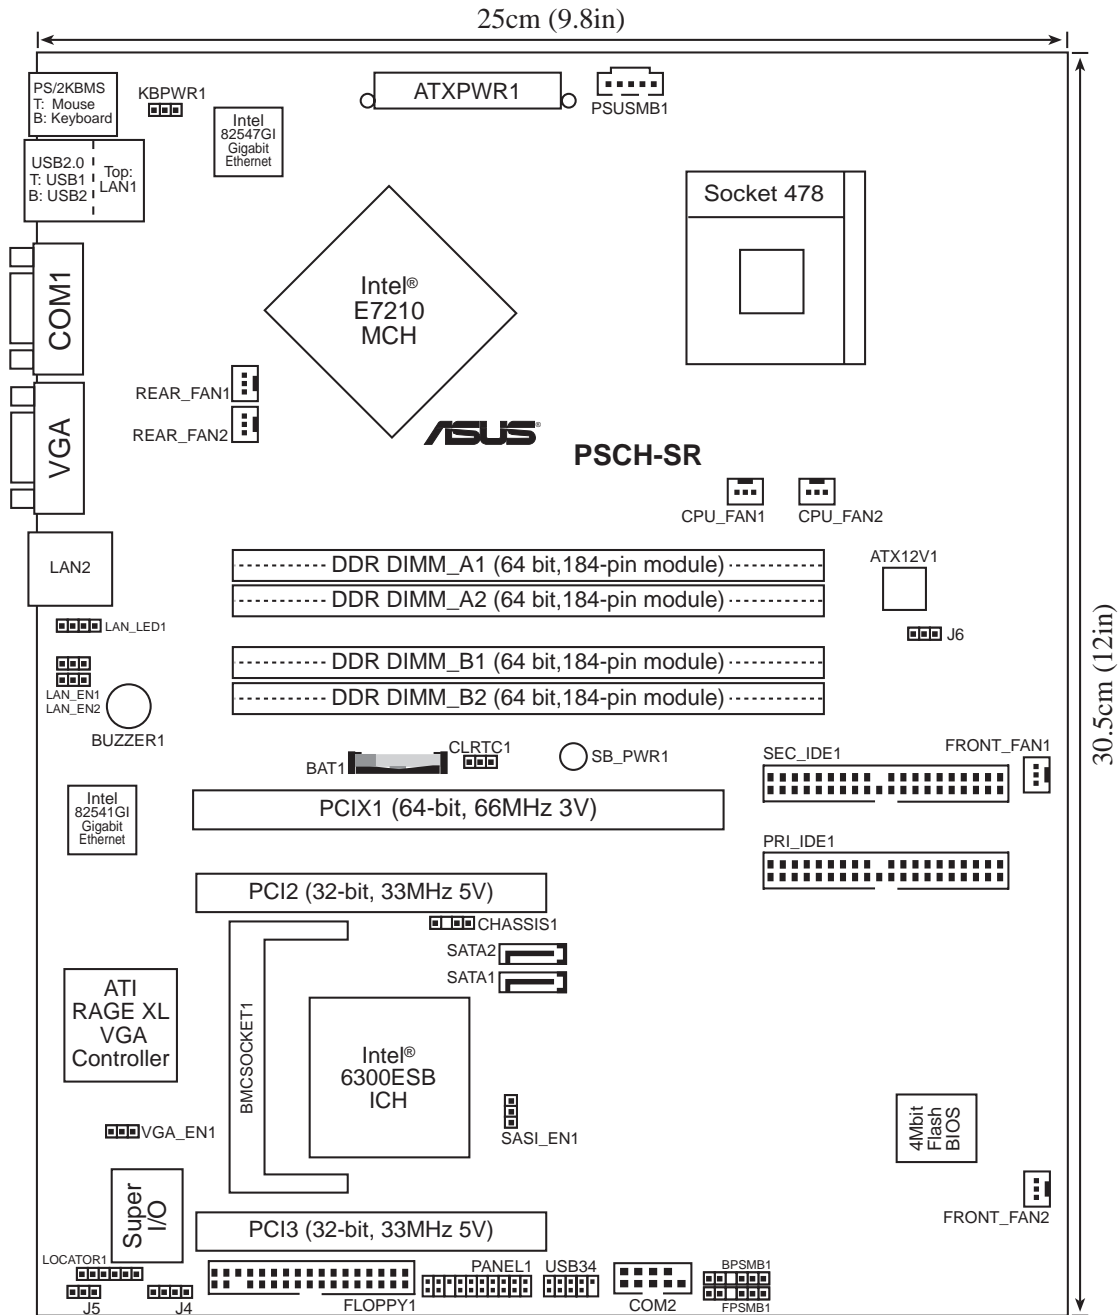 25cm (9.8in)
PS/2KBMS
T: Mouse
B: Keyboard
KBPWR1
Intel
82547GI
Gigabit
Ethernet
ATXPWR1
PSUSMB1
USB2.0
T: USB1
B: USB2
Top:
LAN1
Socket 478
COM1
Intel®
E7210
MCH
REAR_FAN1
REAR_FAN2
VGA
ASUS®
PSCH-SR
CPU_FAN1
CPU_FAN2
LAN2
DDR DIMM_A1 (64 bit,184-pin module)
DDR DIMM_A2 (64 bit,184-pin module)
ATX12V1
J6
30.5cm (12in)
LAN_LED1
DDR DIMM_B1 (64 bit,184-pin module)
DDR DIMM_B2 (64 bit,184-pin module)
LAN_EN1
LAN_EN2
BUZZER1
BAT1
CLRTC1
SB_PWR1
SEC_IDE1
FRONT_FAN1
Intel
82541GI
Gigabit
Ethernet
PCIX1 (64-bit, 66MHz 3V)
PRI_IDE1
PCI2 (32-bit, 33MHz 5V)
CHASSIS1
SATA2
SATA1
ATI
RAGE XL
VGA
Controller
BMCSOCKET1
Intel®
6300ESB
ICH
VGA_EN1
SASI_EN1
4Mbit
Flash
BIOS
Super
I/O
PCI3 (32-bit, 33MHz 5V)
FRONT_FAN2
LOCATOR1
J5
J4
FLOPPY1
PANEL1
USB34
COM2
BPSMB1
FPSMB1